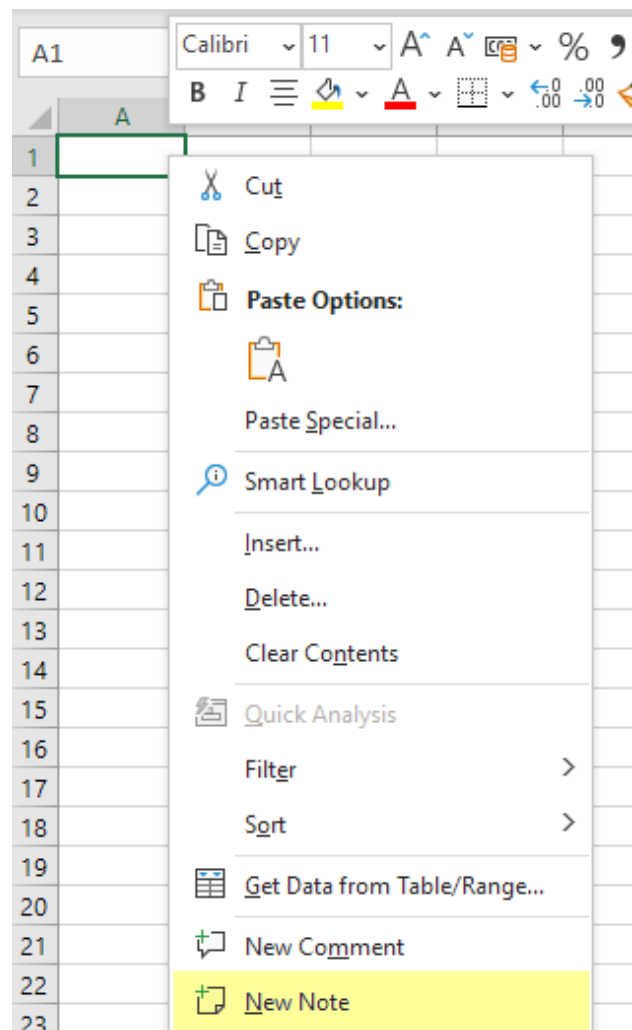 A1
Calibri 11 A^ A˅ %
B I A .00 .00
A
1
2
3
4
5
6
7
8
9
10
11
12
13
14
15
16
17
18
19
20
21
22
23
Cut
Copy
Paste Options:
A
Paste Special...
Smart Lookup
Insert...
Delete...
Clear Contents
Quick Analysis
Filter
Sort
Get Data from Table/Range...
New Comment
New Note